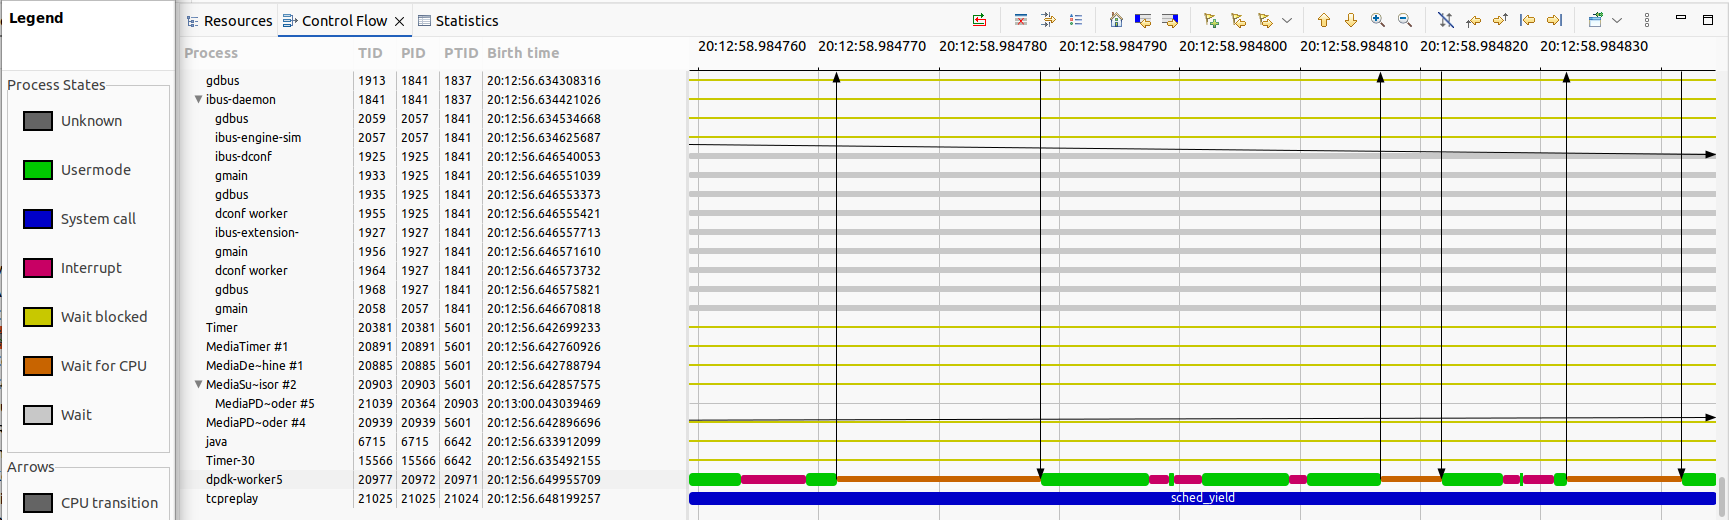 Legend
Process States
Unknown
Usermode
System call
Interrupt
Wait blocked
Wait for CPU
Wait
Arrows
CPU transition
Resources Control Flow Statistics
Process TID PID PTID Birth time
20:12:58.984760 20:12:58.984770 20:12:58.984780 20:12:58.984790 20:12:58.984800 20:12:58.984810 20:12:58.984820 20:12:58.984830
gdbus 1913 1841 1837 20:12:56.634308316
ibus-daemon 1841 1841 1837 20:12:56.634421026
gdbus 2059 2057 1841 20:12:56.634534668
ibus-engine-sim 2057 2057 1841 20:12:56.634625687
ibus-dconf 1925 1925 1841 20:12:56.646540053
gmain 1933 1925 1841 20:12:56.646551039
gdbus 1935 1925 1841 20:12:56.646553373
dconf worker 1955 1925 1841 20:12:56.646555421
ibus-extension- 1927 1927 1841 20:12:56.646557713
gmain 1956 1927 1841 20:12:56.646571610
dconf worker 1964 1927 1841 20:12:56.646573732
gdbus 1968 1927 1841 20:12:56.646575821
gmain 2058 2057 1841 20:12:56.646670818
Timer 20381 20381 5601 20:12:56.642699233
MediaTimer #1 20891 20891 5601 20:12:56.642760926
MediaDe~hine #1 20885 20885 5601 20:12:56.642788794
MediaSu~isor #2 20903 20903 5601 20:12:56.642857575
MediaPD~oder #5 21039 20364 20903 20:13:00.043039469
MediaPD~oder #4 20939 20939 5601 20:12:56.642896696
java 6715 6715 6642 20:12:56.633912099
Timer-30 15566 15566 6642 20:12:56.635492155
dpdk-worker5 20977 20972 20971 20:12:56.649955709
tcpreplay 21025 21025 21024 20:12:56.648199257
sched_yield